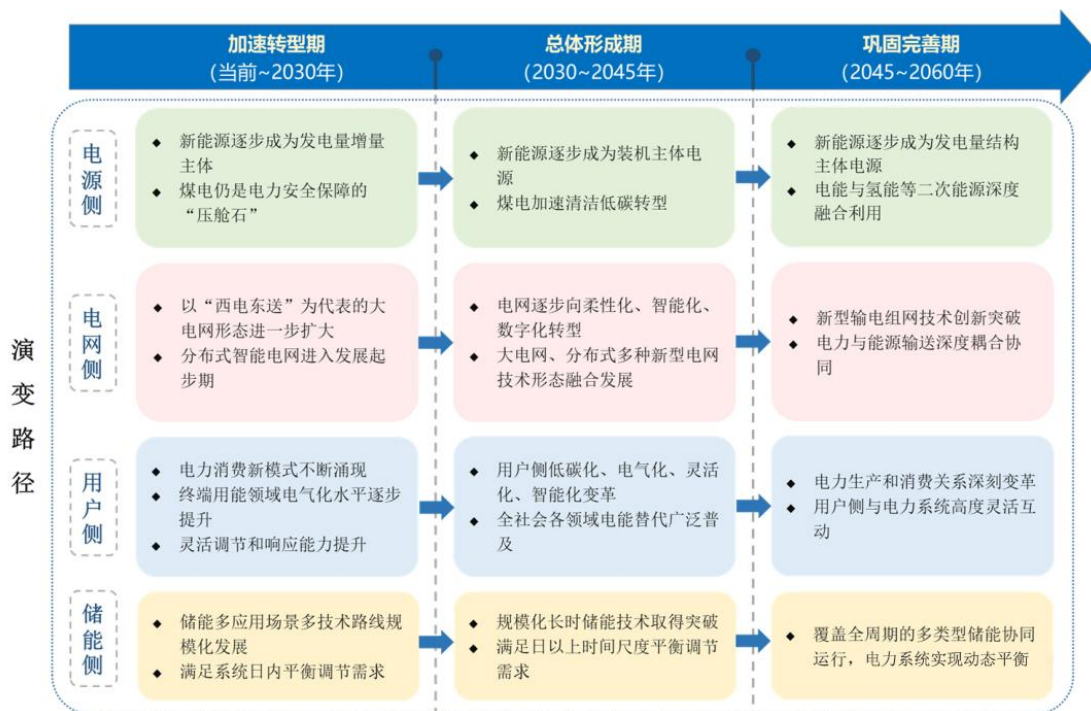 加速转型期
(当前~2030年)
总体形成期
(2030~2045年)
巩固完善期
(2045~2060年)
演变路径
电源侧
◆ 新能源逐步成为发电量增量
主体
◆ 煤电仍是电力安全保障的
“压舱石”
◆ 新能源逐步成为装机主体电
源
◆ 煤电加速清洁低碳转型
◆ 新能源逐步成为发电量结构
主体电源
◆ 电能与氢能等二次能源深度
融合利用
电网侧
◆ 以“西电东送”为代表的大
电网形态进一步扩大
◆ 分布式智能电网进入发展起
步期
◆ 电网逐步向柔性化、智能化、
数字化转型
◆ 大电网、分布式多种新型电网
技术形态融合发展
◆ 新型输电组网技术创新突破
◆ 电力与能源输送深度耦合协
同
用户侧
◆ 电力消费新模式不断涌现
◆ 终端用能领域电气化水平逐步
提升
◆ 灵活调节和响应能力提升
◆ 用户侧低碳化、电气化、灵活
化、智能化变革
◆ 全社会各领域电能替代广泛普
及
◆ 电力生产和消费关系深刻变革
◆ 用户侧与电力系统高度灵活互
动
储能侧
◆ 储能多应用场景多技术路线规
模化发展
◆ 满足系统日内平衡调节需求
◆ 规模化长时储能技术取得突破
◆ 满足日以上时间尺度平衡调节
需求
◆ 覆盖全周期的多类型储能协同
运行，电力系统实现动态平衡